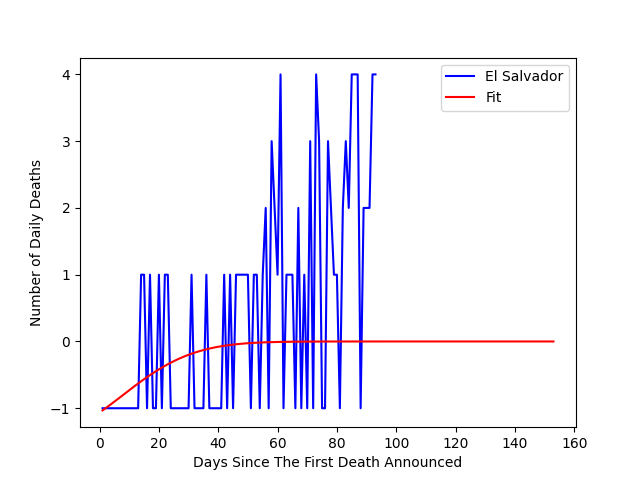 El Salvador
Fit
4
3
2
1
0
−1
Number of Daily Deaths
0 20 40 60 80 100 120 140 160
Days Since The First Death Announced